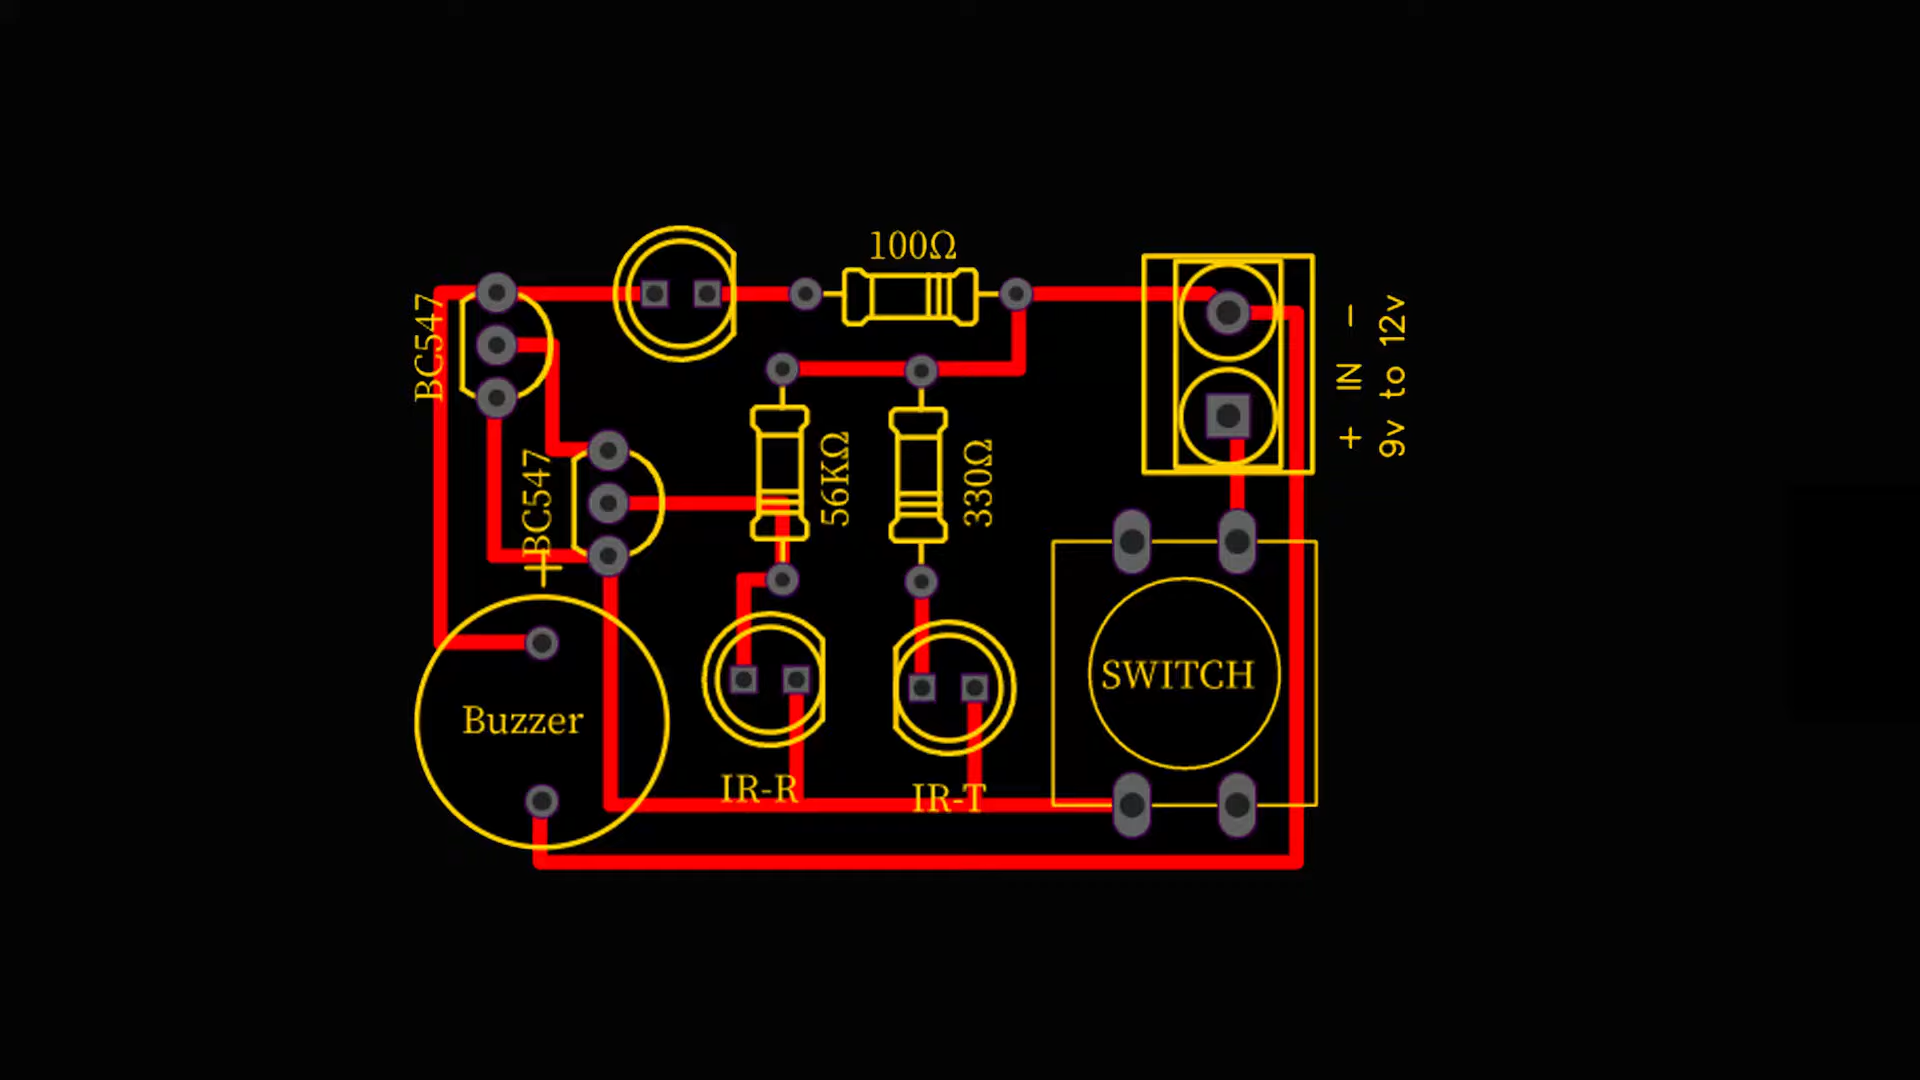 100Ω
BC547
BC547
56KΩ
330Ω
+ IN -
9v to 12v
+
Buzzer
SWITCH
IR-R
IR-T